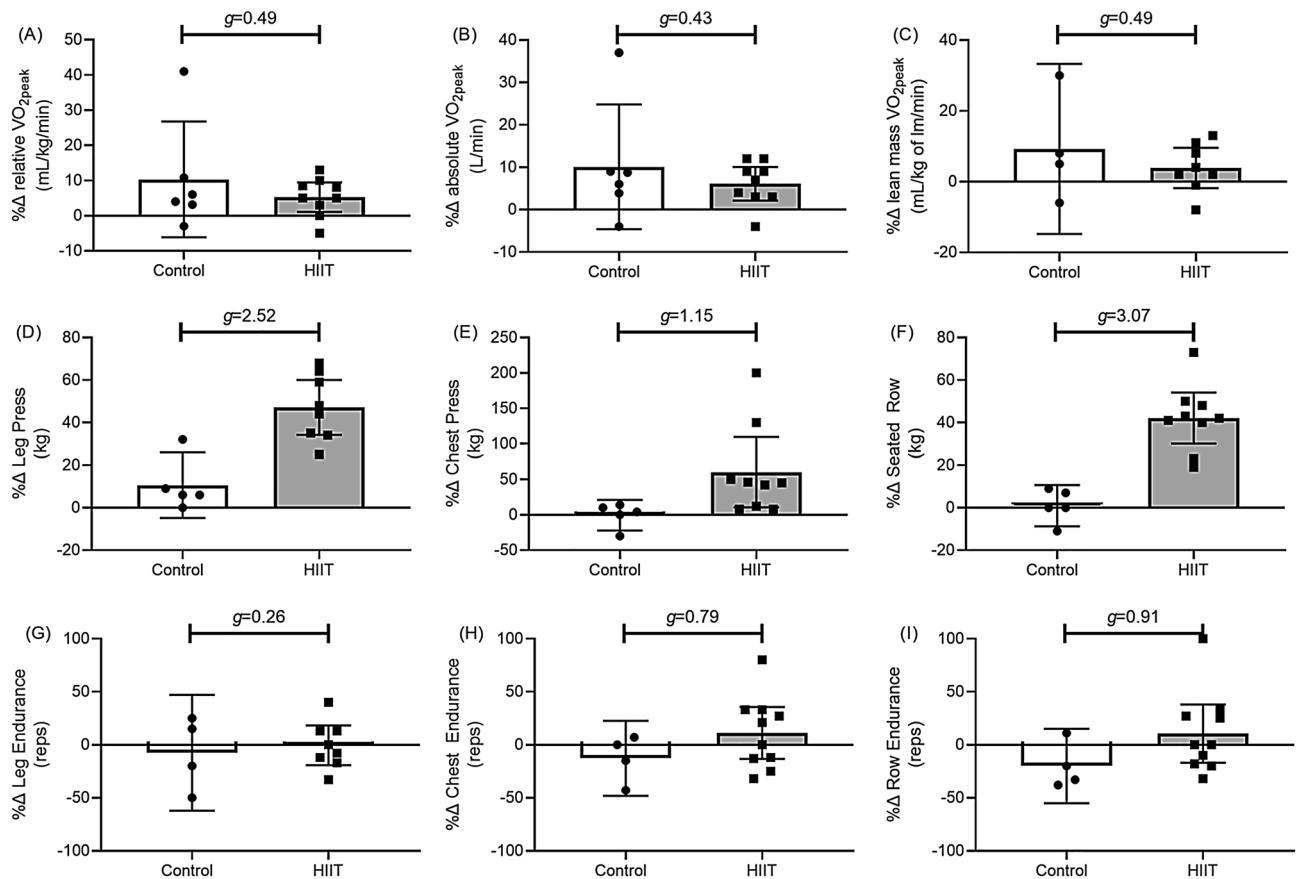 (A)
g=0.49
%Δ relative VO2peak
(mL/kg/min)
50
40
30
20
10
0
-10
Control
HIIT
(B)
g=0.43
%Δ absolute VO2peak
(L/min)
40
30
20
10
0
-10
Control
HIIT
(C)
g=0.49
%Δ lean mass VO2peak
(mL/kg of lm/min)
40
20
0
-20
Control
HIIT
(D)
g=2.52
%Δ Leg Press
(kg)
80
60
40
20
0
-20
Control
HIIT
(E)
g=1.15
%Δ Chest Press
(kg)
250
200
150
100
50
0
-50
Control
HIIT
(F)
g=3.07
%Δ Seated Row
(kg)
80
60
40
20
0
-20
Control
HIIT
(G)
g=0.26
%Δ Leg Endurance
(reps)
100
50
0
-50
-100
Control
HIIT
(H)
g=0.79
%Δ Chest Endurance
(reps)
100
50
0
-50
-100
Control
HIIT
(I)
g=0.91
%Δ Row Endurance
(reps)
100
50
0
-50
-100
Control
HIIT